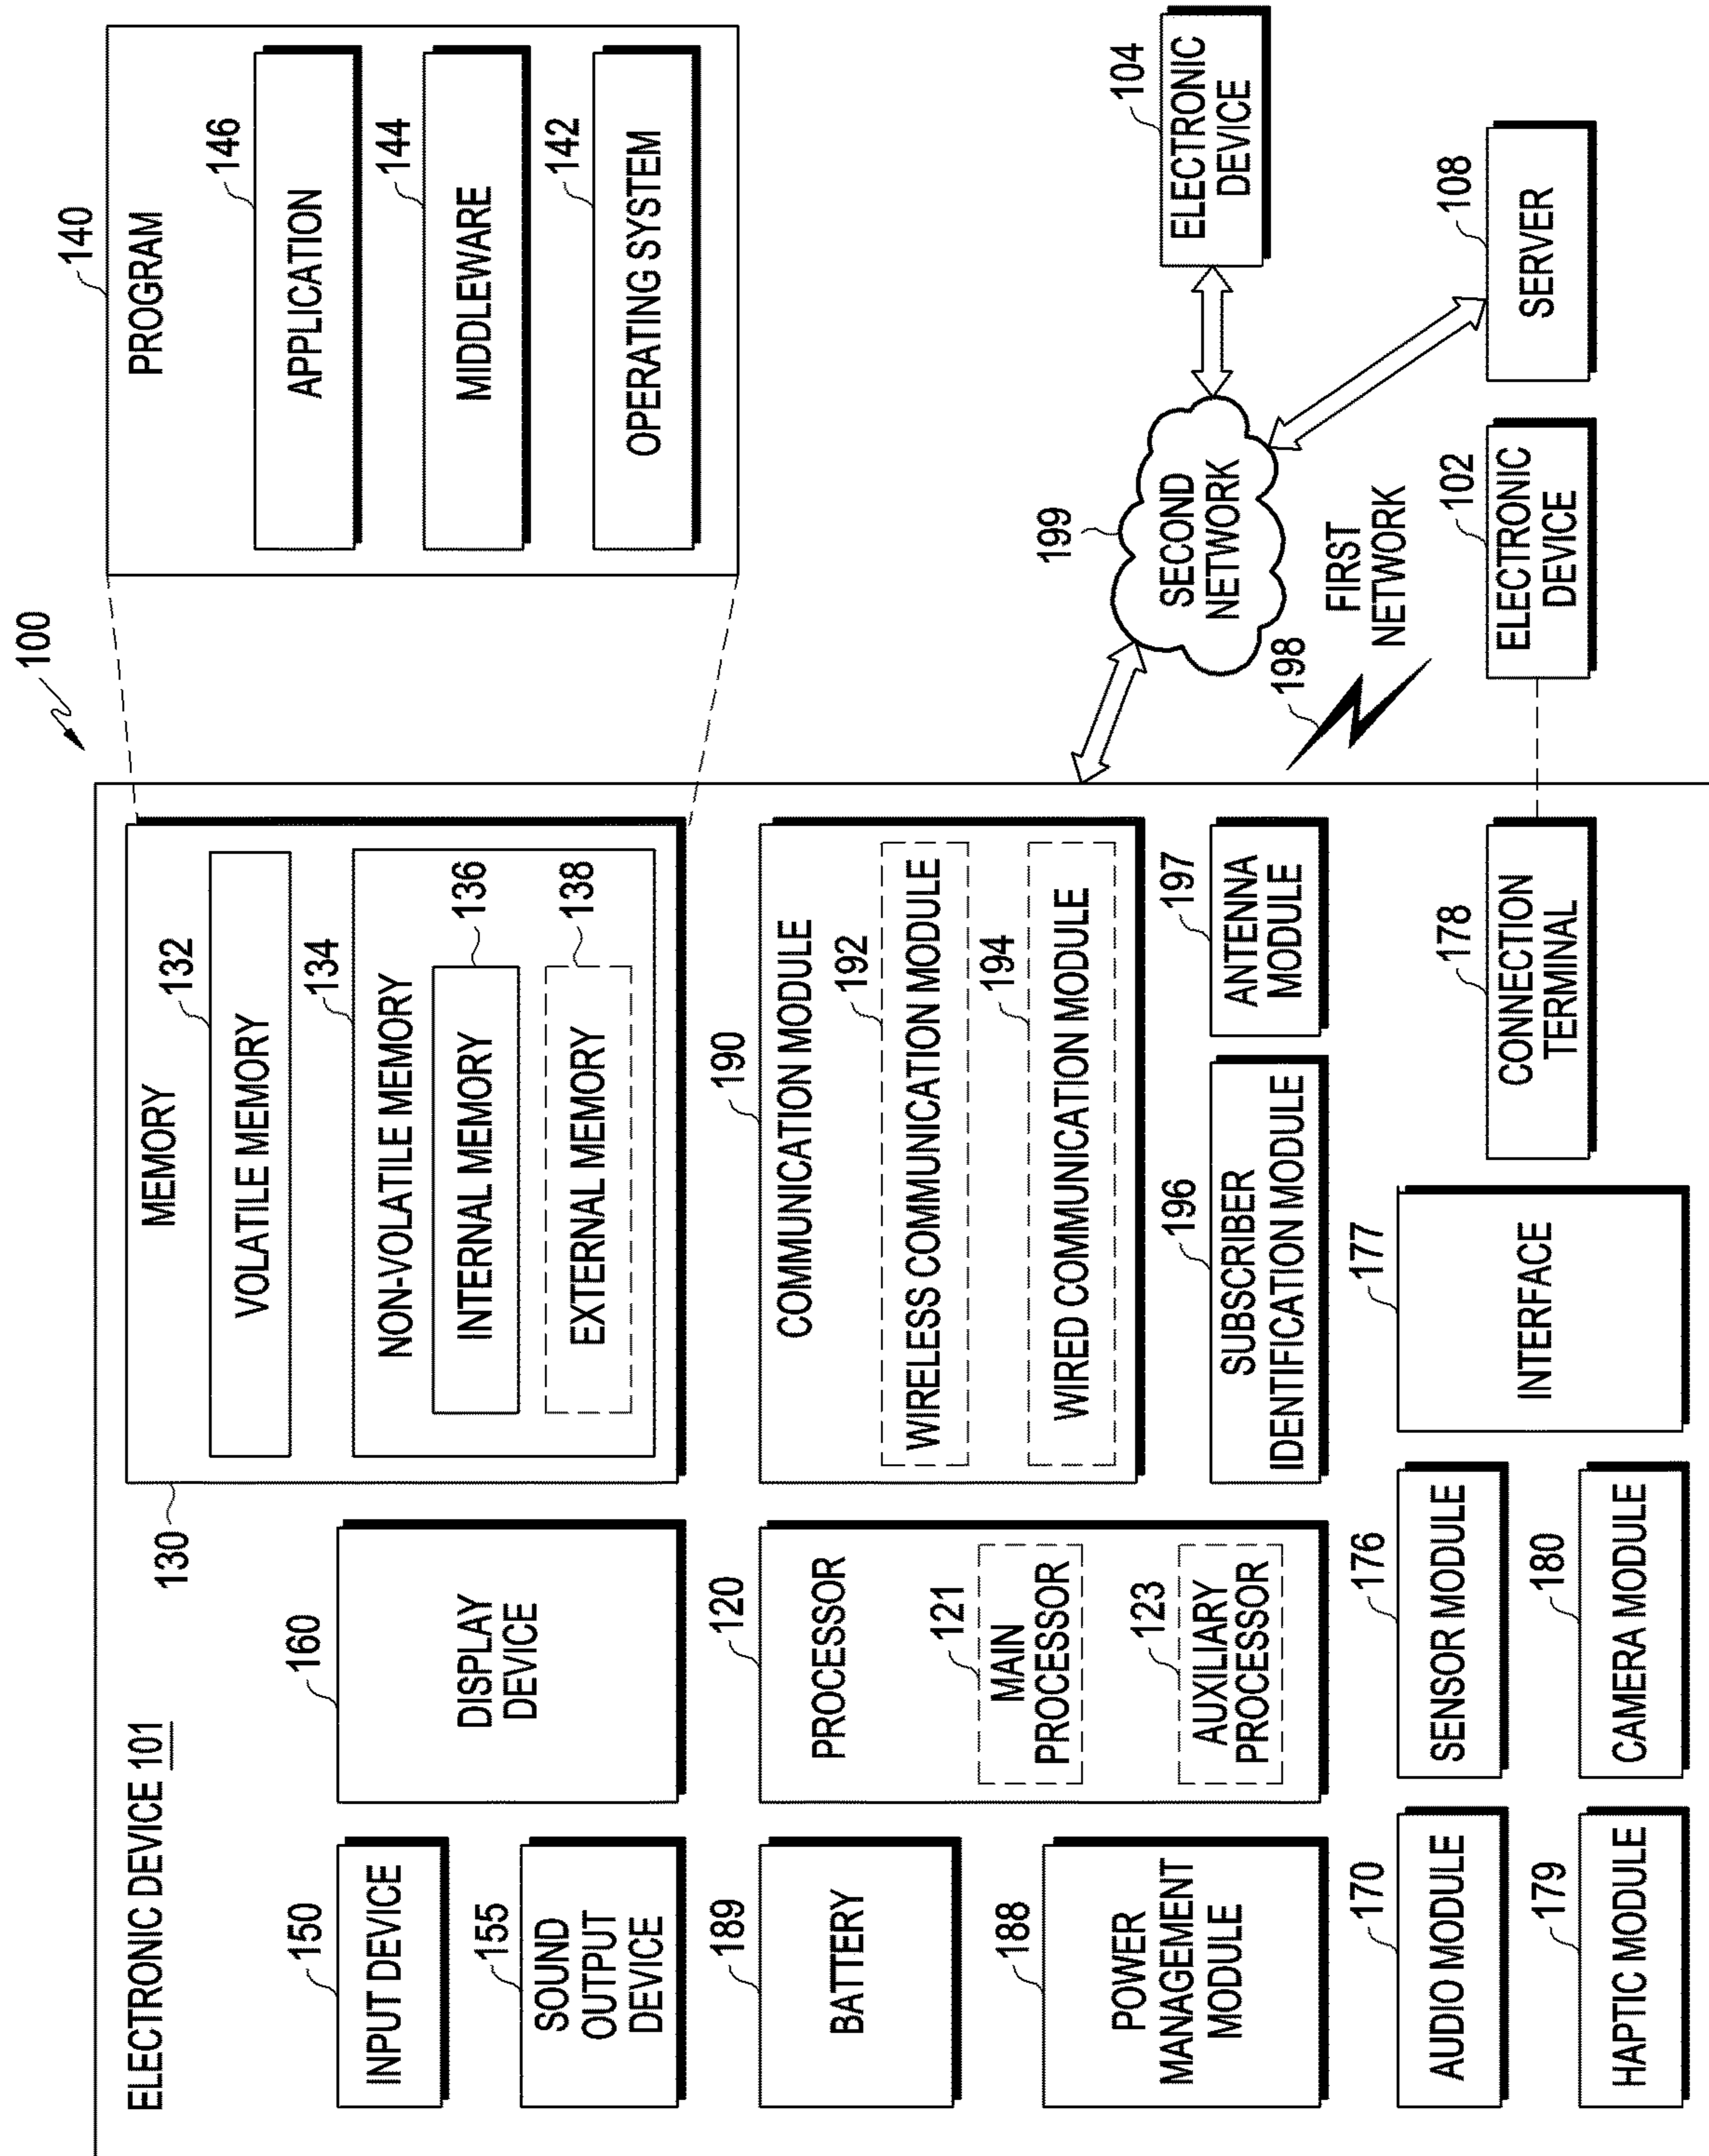 100
ELECTRONIC DEVICE 101
130
MEMORY
132
VOLATILE MEMORY
134
NON-VOLATILE MEMORY
136
INTERNAL MEMORY
138
EXTERNAL MEMORY
140
PROGRAM
146
APPLICATION
144
MIDDLEWARE
142
OPERATING SYSTEM
150
INPUT DEVICE
155
SOUND
OUTPUT
DEVICE
160
DISPLAY
DEVICE
189
BATTERY
188
POWER
MANAGEMENT
MODULE
120
PROCESSOR
121
MAIN
PROCESSOR
123
AUXILIARY
PROCESSOR
190
COMMUNICATION MODULE
192
WIRELESS COMMUNICATION MODULE
194
WIRED COMMUNICATION MODULE
196
SUBSCRIBER
IDENTIFICATION MODULE
197
ANTENNA
MODULE
170
AUDIO MODULE
176
SENSOR MODULE
177
INTERFACE
178
CONNECTION
TERMINAL
179
HAPTIC MODULE
180
CAMERA MODULE
199
SECOND
NETWORK
198
FIRST
NETWORK
104
ELECTRONIC
DEVICE
102
ELECTRONIC
DEVICE
108
SERVER